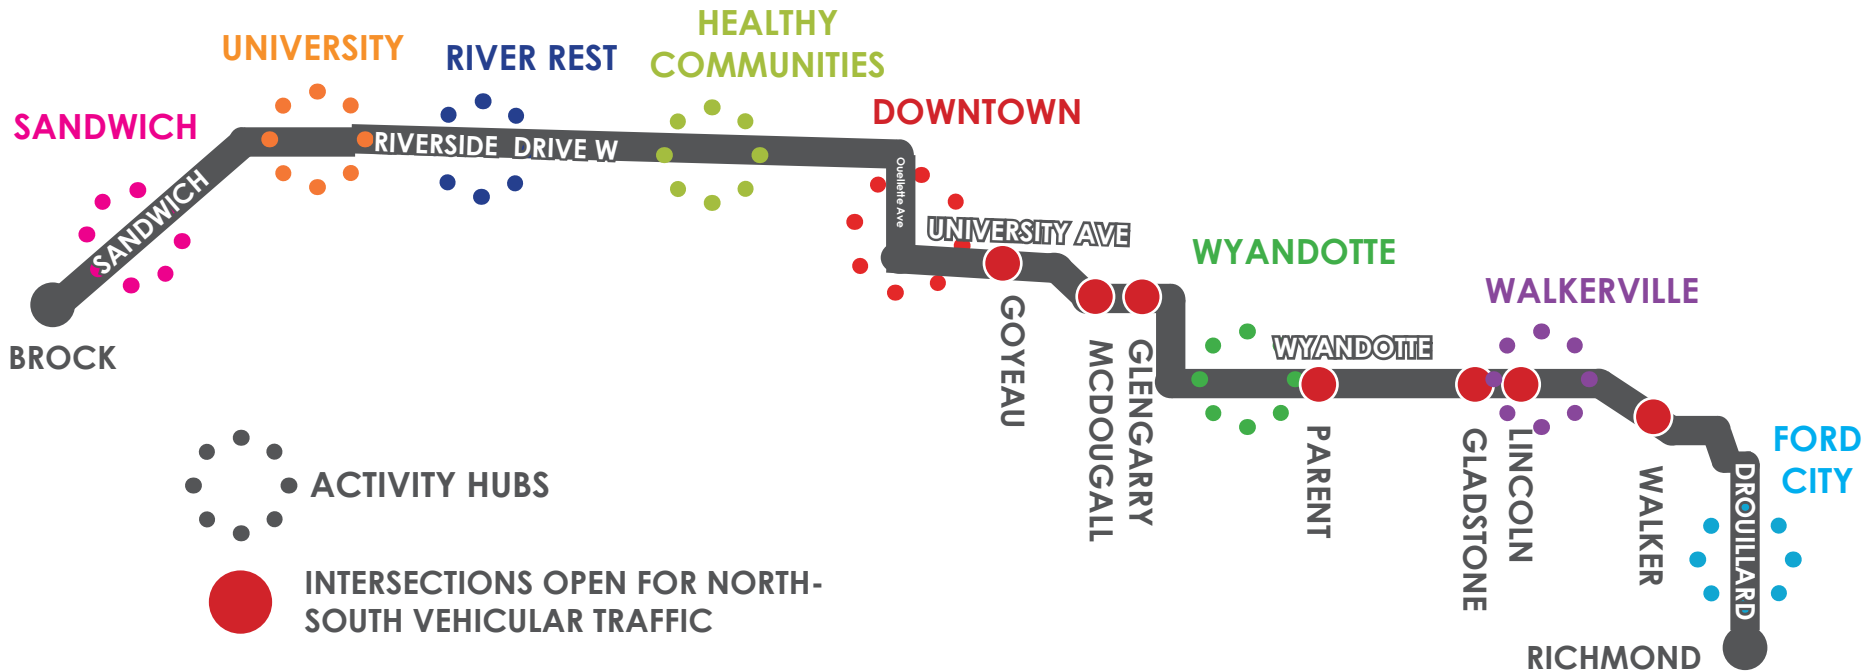 HEALTHY
COMMUNITIES
UNIVERSITY
RIVER REST
SANDWICH
DOWNTOWN
RIVERSIDE DRIVE W
SANDWICH
Ouellette Ave
UNIVERSITY AVE
WYANDOTTE
WALKERVILLE
BROCK
GOYEAU
MCDOUGALL
GLENGARRY
WYANDOTTE
PARENT
GLADSTONE
LINCOLN
WALKER
FORD
CITY
DROUILLARD
RICHMOND
ACTIVITY HUBS
INTERSECTIONS OPEN FOR NORTH-
SOUTH VEHICULAR TRAFFIC